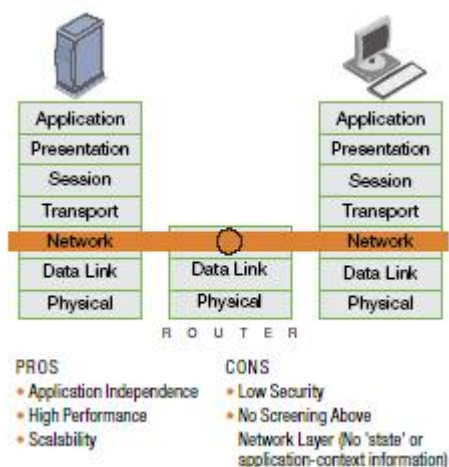 Application
Presentation
Session
Transport
Network
Data Link
Physical
Data Link
Physical
ROUTER
Application
Presentation
Session
Transport
Network
Data Link
Physical
PROS
• Application Independence
• High Performance
• Scalability
CONS
• Low Security
• No Screening Above
Network Layer (No 'state' or
application-context information)